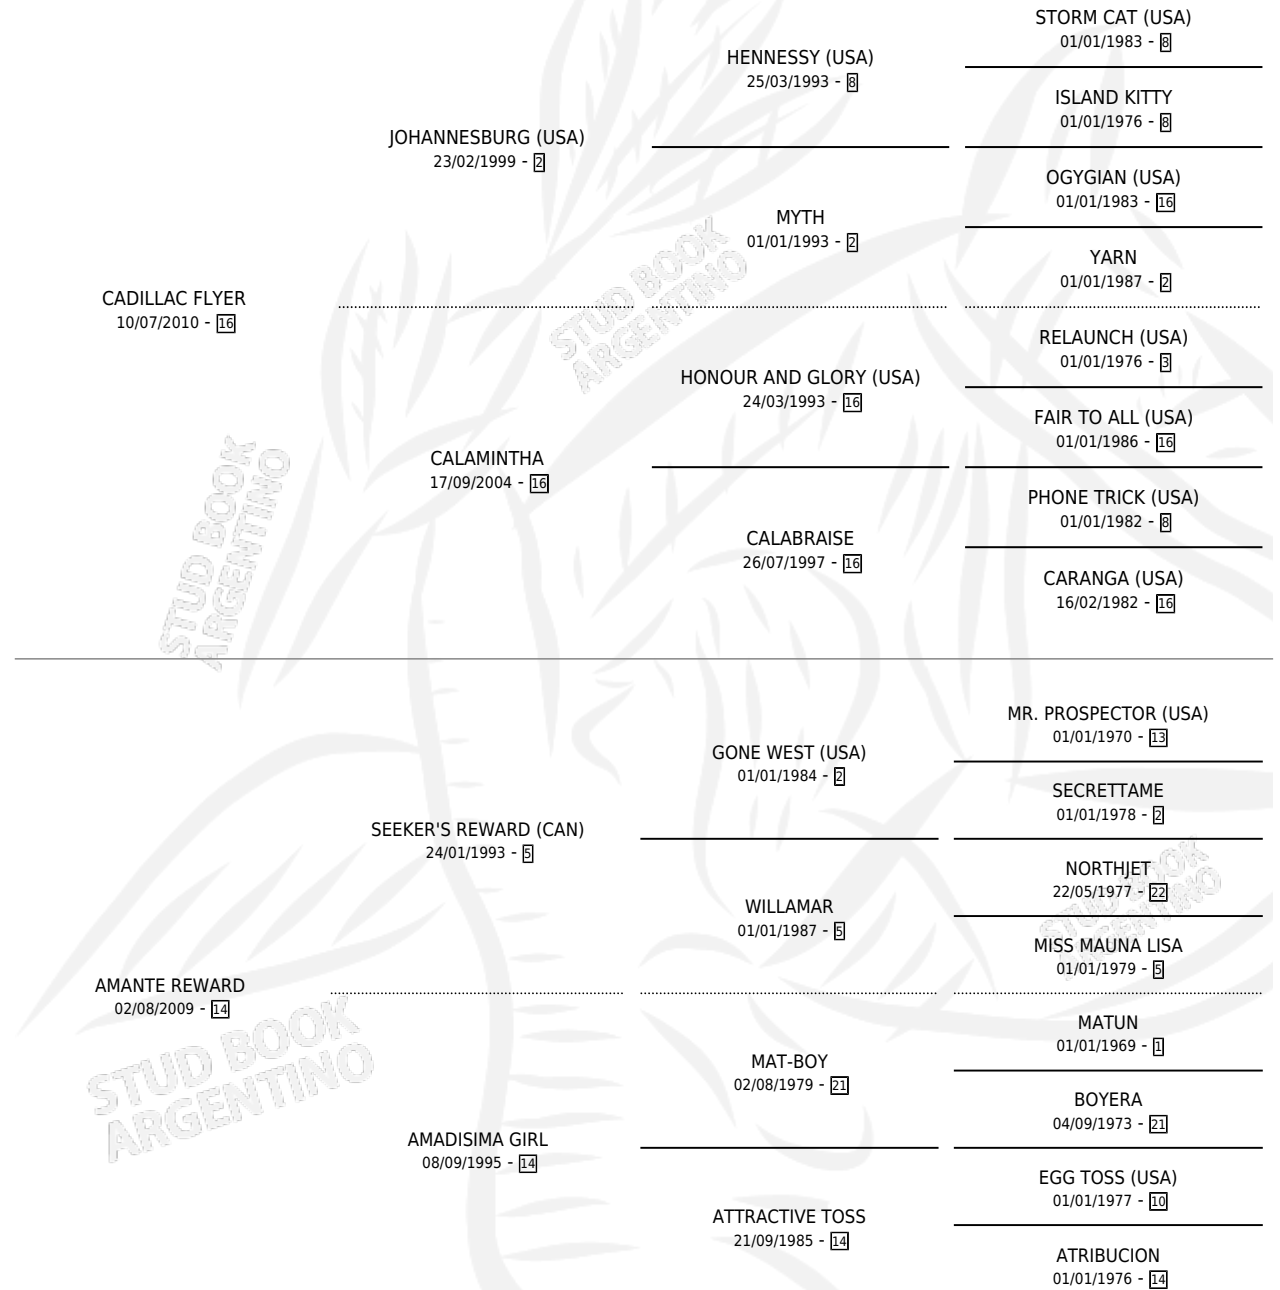 STORM CAT (USA)
01/01/1983 - 8
HENNESSY (USA)
25/03/1993 - 8
ISLAND KITTY
01/01/1976 - 8
JOHANNESBURG (USA)
23/02/1999 - 2
OGYGIAN (USA)
01/01/1983 - 16
MYTH
01/01/1993 - 2
YARN
01/01/1987 - 2
CADILLAC FLYER
10/07/2010 - 16
RELAUNCH (USA)
01/01/1976 - 3
HONOUR AND GLORY (USA)
24/03/1993 - 16
FAIR TO ALL (USA)
01/01/1986 - 16
CALAMINTHA
17/09/2004 - 16
PHONE TRICK (USA)
01/01/1982 - 8
CALABRAISE
26/07/1997 - 16
CARANGA (USA)
16/02/1982 - 16
MR. PROSPECTOR (USA)
01/01/1970 - 13
GONE WEST (USA)
01/01/1984 - 2
SECRETTAME
01/01/1978 - 2
SEEKER'S REWARD (CAN)
24/01/1993 - 5
NORTHJET
22/05/1977 - 22
WILLAMAR
01/01/1987 - 5
MISS MAUNA LISA
01/01/1979 - 5
AMANTE REWARD
02/08/2009 - 14
MATUN
01/01/1969 - 1
MAT-BOY
02/08/1979 - 21
BOYERA
04/09/1973 - 21
AMADISIMA GIRL
08/09/1995 - 14
EGG TOSS (USA)
01/01/1977 - 10
ATTRACTIVE TOSS
21/09/1985 - 14
ATRIBUCION
01/01/1976 - 14
STUD BOOK
ARGENTINO
STUD BOOK
ARGENTINO
STUD BOOK
ARGENTINO
STUD BOOK
ARGENTINO